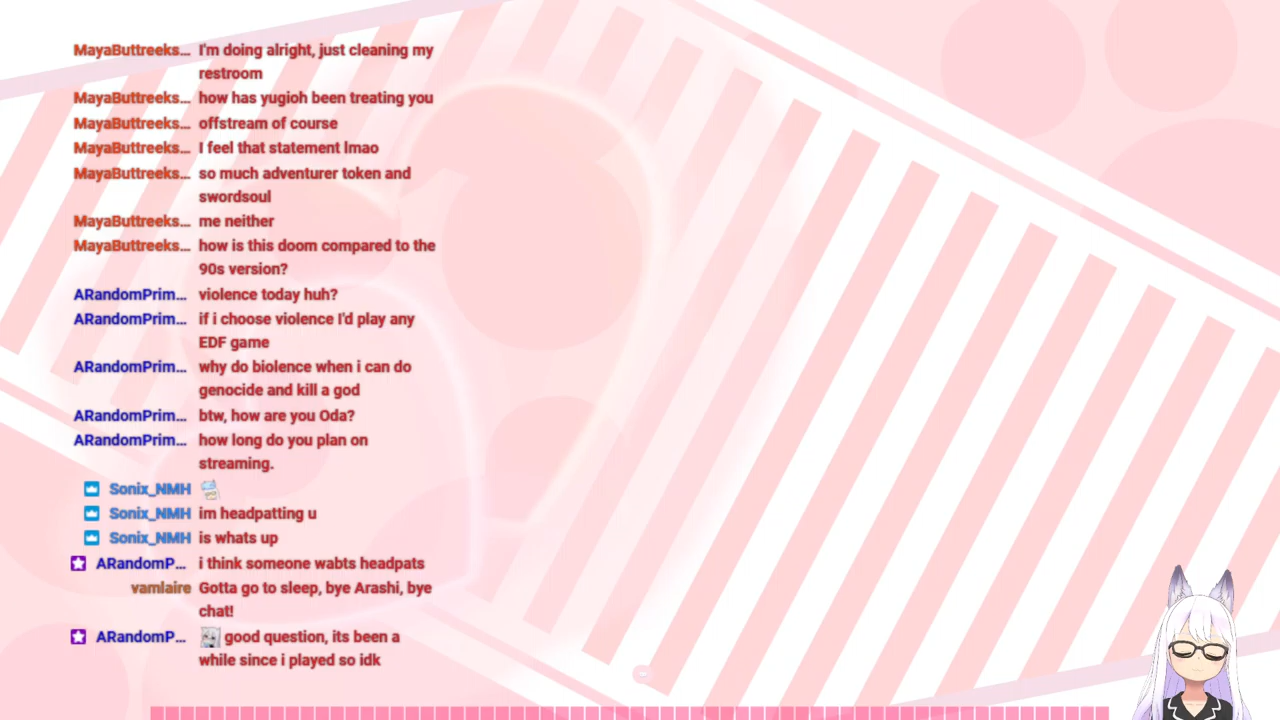 MayaButtreeks... I'm doing alright, just cleaning my
restroom
MayaButtreeks... how has yugioh been treating you
MayaButtreeks... offstream of course
MayaButtreeks... I feel that statement lmao
MayaButtreeks... so much adventurer token and
swordsoul
MayaButtreeks... me neither
MayaButtreeks... how is this doom compared to the
90s version?
ARandomPrim... violence today huh?
ARandomPrim... if i choose violence I'd play any
EDF game
ARandomPrim... why do biolence when i can do
genocide and kill a god
ARandomPrim... btw, how are you Oda?
ARandomPrim... how long do you plan on
streaming.
Sonix_NMH
Sonix_NMH im headpatting u
Sonix_NMH is whats up
ARandomP... i think someone wabts headpats
vamlaire Gotta go to sleep, bye Arashi, bye
chat!
ARandomP... good question, its been a
while since i played so idk